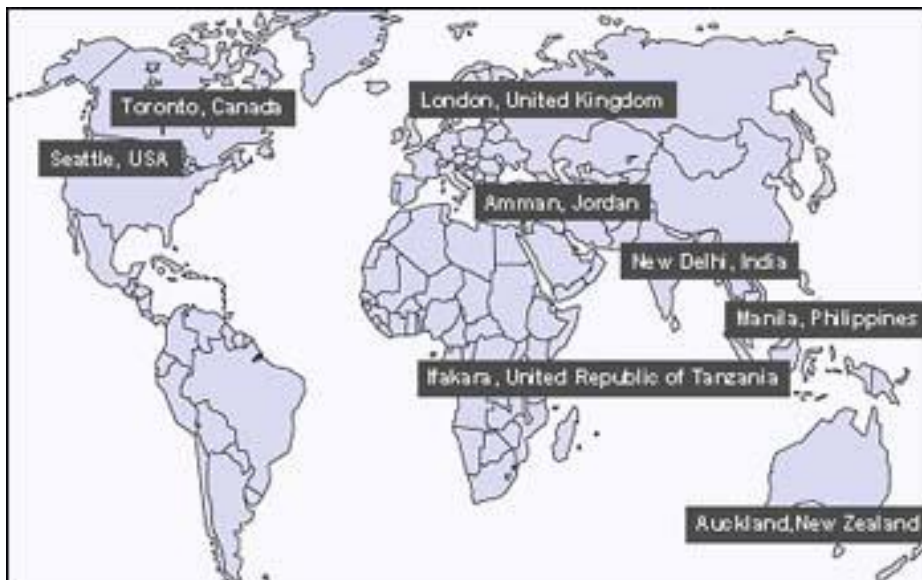 Toronto, Canada
London, United Kingdom
Seattle, USA
Amman, Jordan
New Delhi, India
Manila, Philippines
Ifakara, United Republic of Tanzania
Auckland,New Zealand